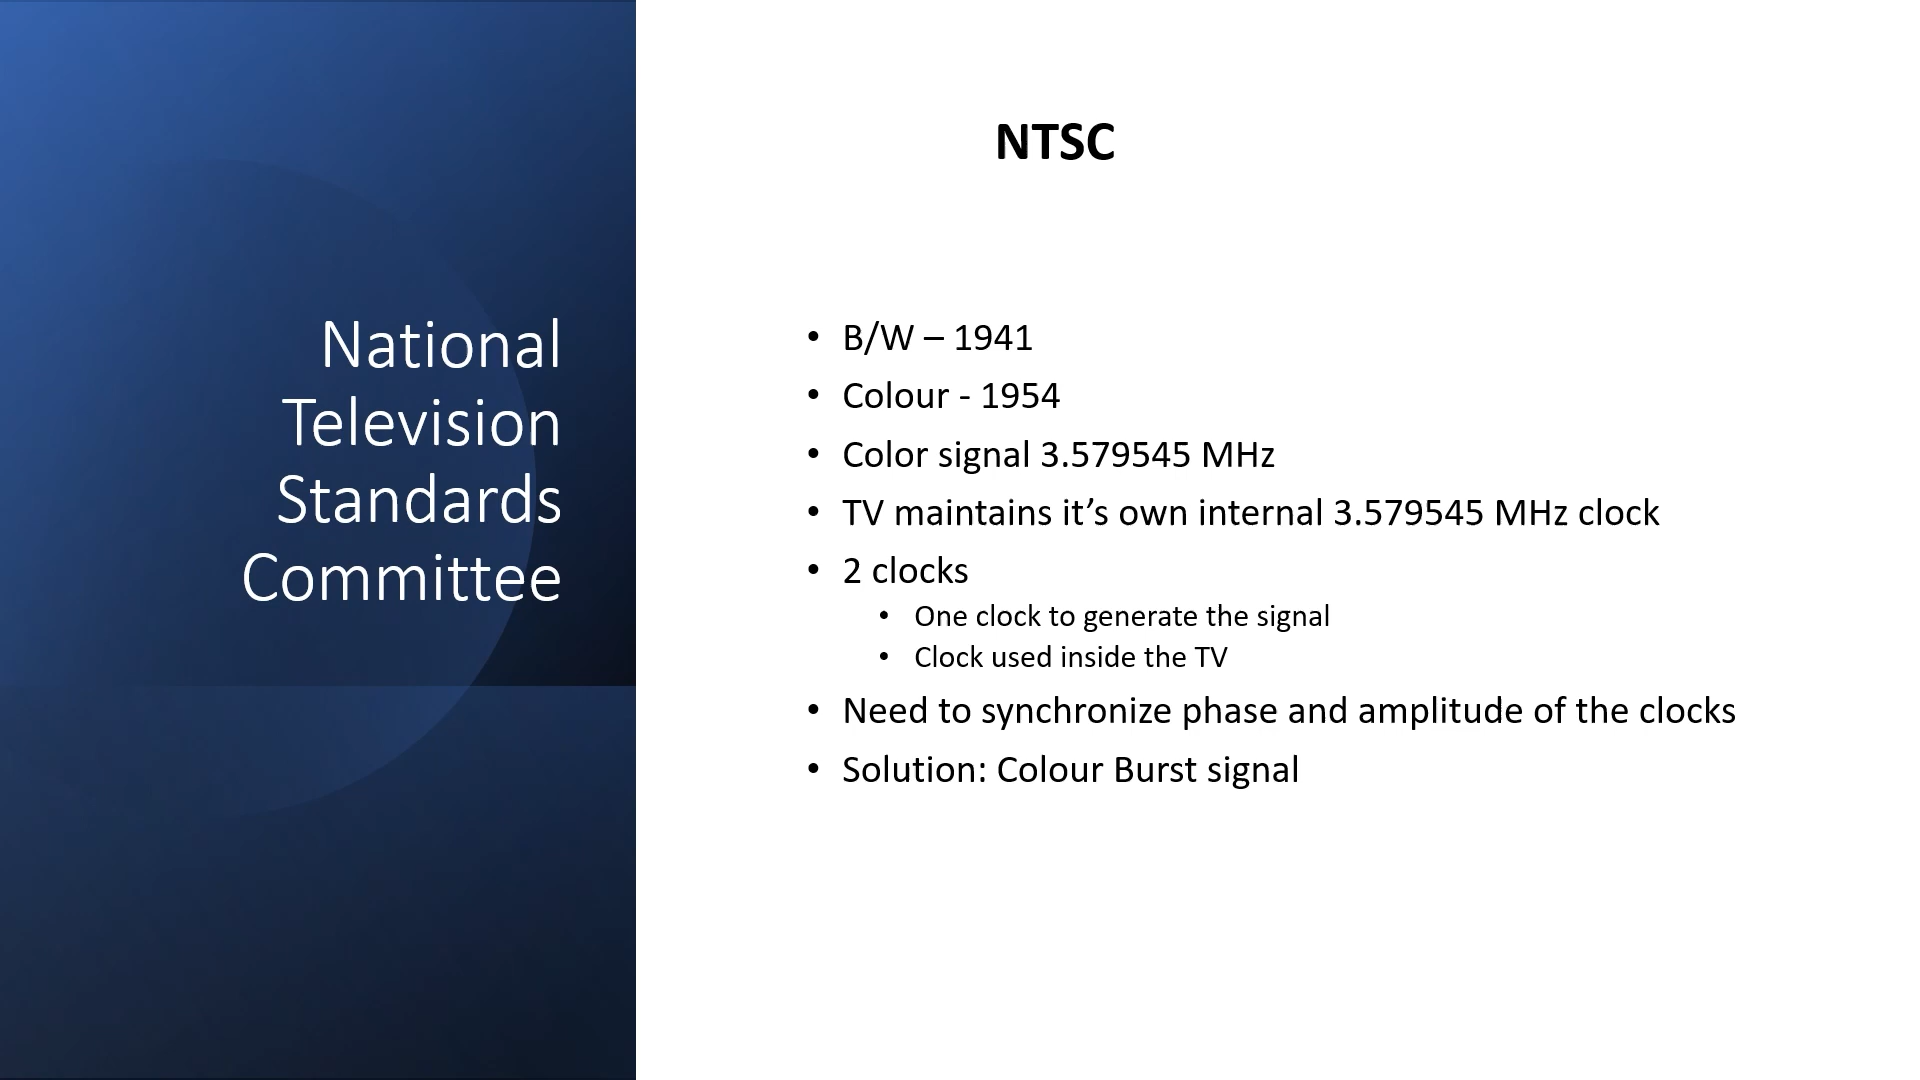 National
Television
Standards
Committee
NTSC
• B/W – 1941
• Colour - 1954
• Color signal 3.579545 MHz
• TV maintains it’s own internal 3.579545 MHz clock
• 2 clocks
• One clock to generate the signal
• Clock used inside the TV
• Need to synchronize phase and amplitude of the clocks
• Solution: Colour Burst signal